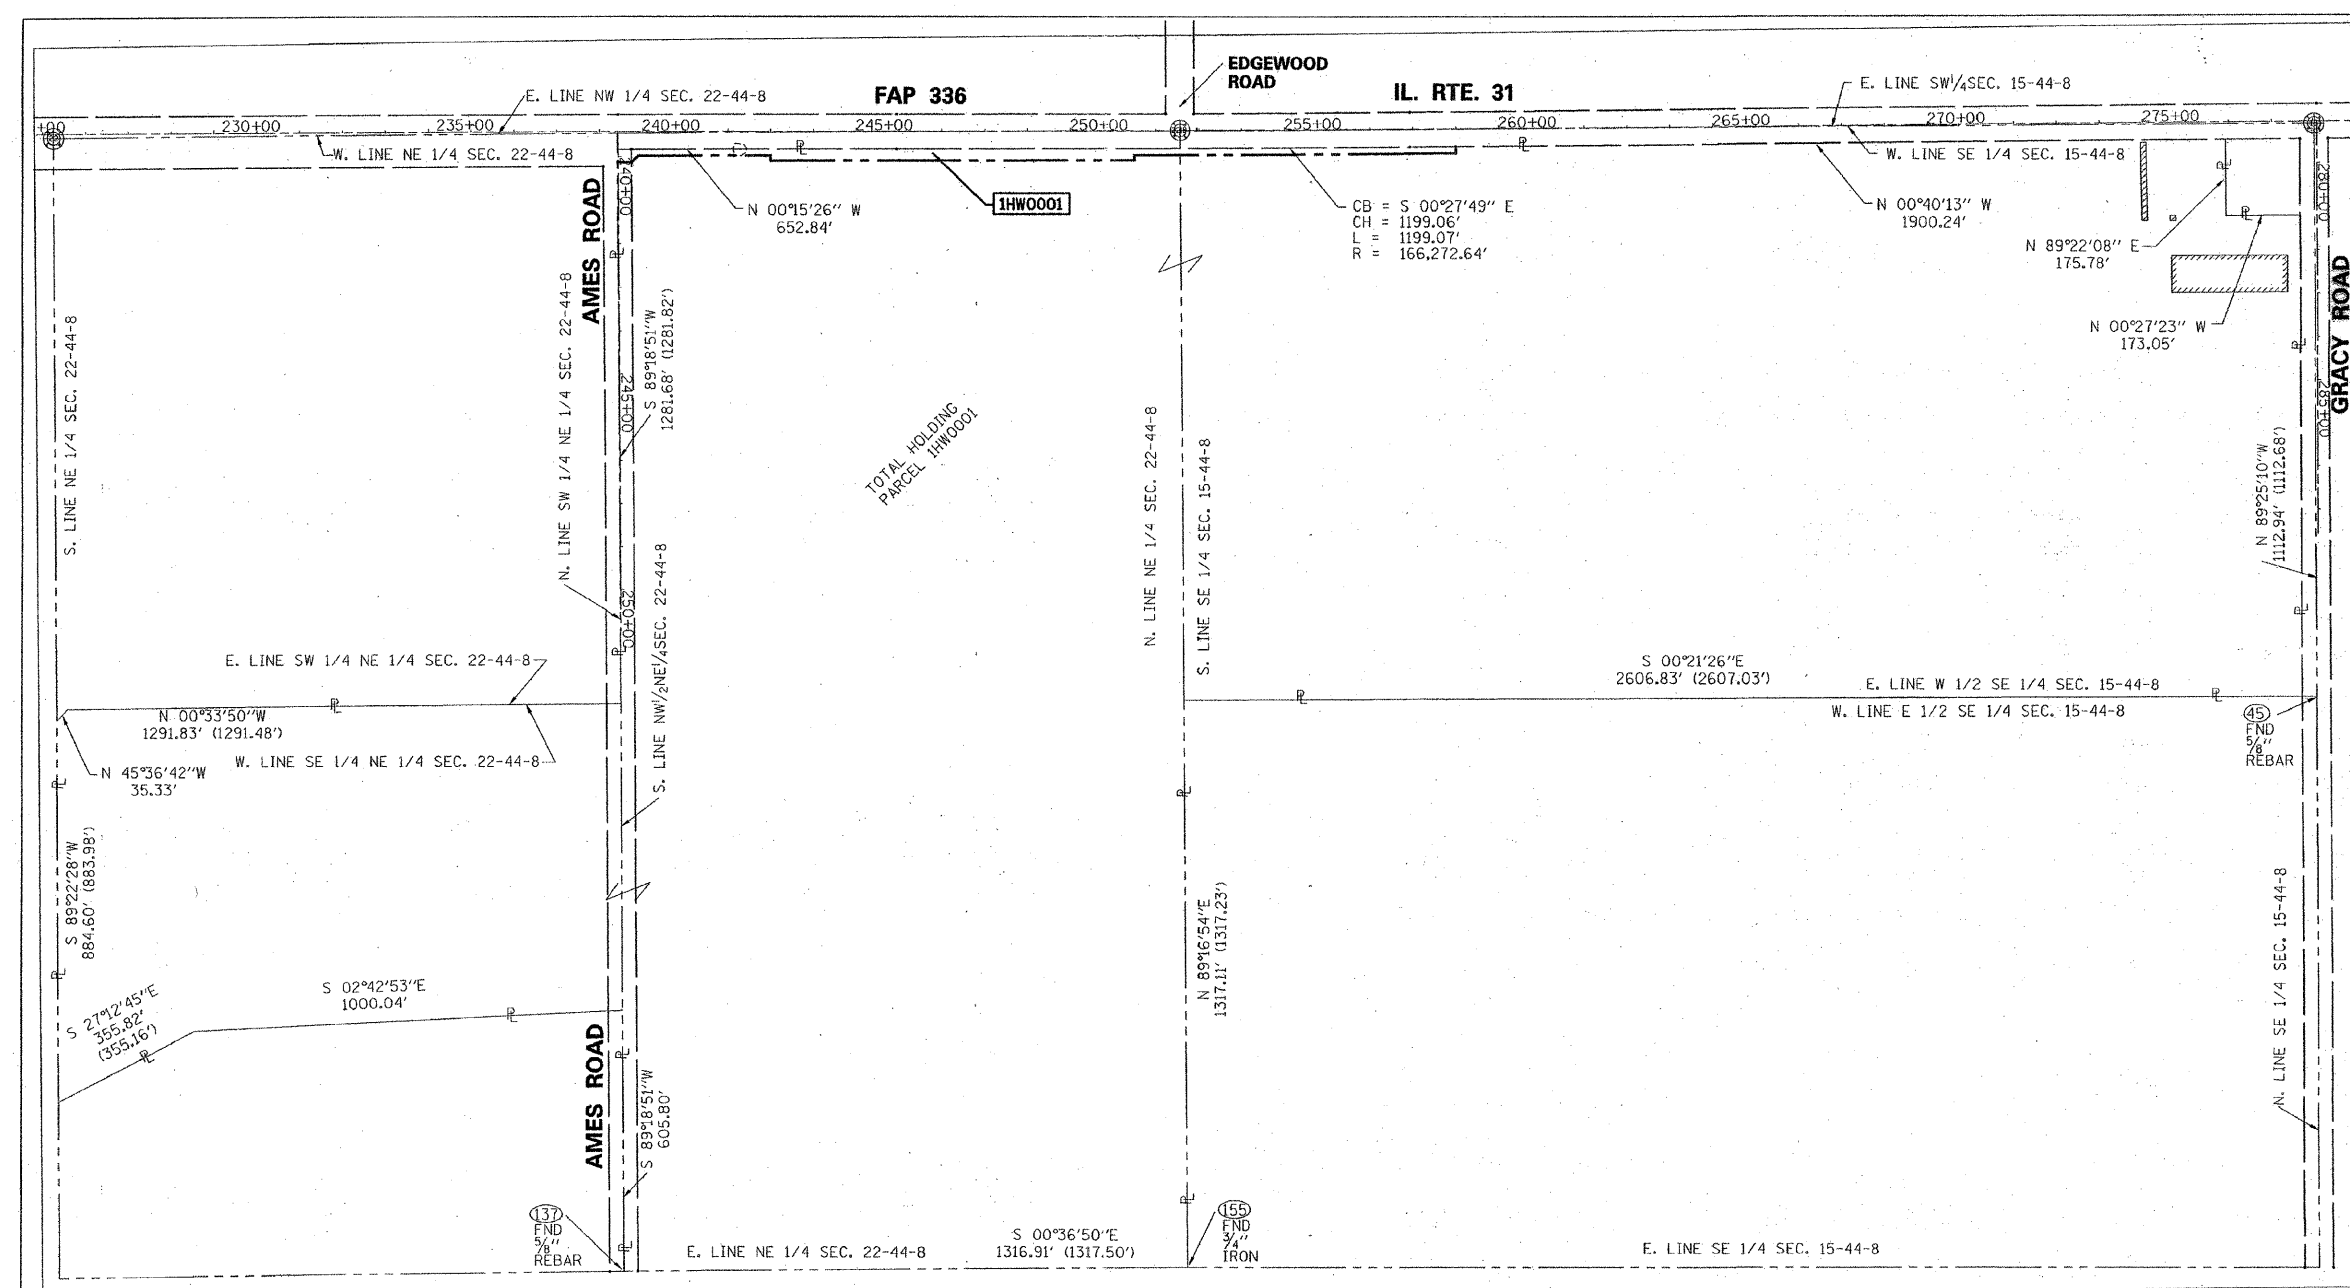 EDGEWOOD
ROAD
E. LINE NW 1/4 SEC. 22-44-8
FAP 336
IL. RTE. 31
E. LINE SW1/4SEC. 15-44-8
+00
230+00
235+00
240+00
245+00
250+00
255+00
260+00
265+00
270+00
275+00
W. LINE NE 1/4 SEC. 22-44-8
W. LINE SE 1/4 SEC. 15-44-8
AMES ROAD
240+00
245+00
250+00
N 00°15'26" W
652.84'
1HW0001
CB = S 00°27'49" E
CH = 1199.06'
L = 1199.07'
R = 166,272.64'
N 00°40'13" W
1900.24'
N 89°22'08" E
175.78'
N 00°27'23" W
173.05'
280+00
285+00
GRACY ROAD
S. LINE NE 1/4 SEC. 22-44-8
N. LINE SW 1/4 NE 1/4 SEC. 22-44-8
S 89°18'51"W
1281.68' (1281.82')
TOTAL HOLDING
PARCEL 1HW0001
N. LINE NE 1/4 SEC. 22-44-8
S. LINE SE 1/4 SEC. 15-44-8
N 89°25'10"W
1112.94' (1112.68')
S. LINE NW1/2NE1/4SEC. 22-44-8
E. LINE SW 1/4 NE 1/4 SEC. 22-44-8
N 00°33'50"W
1291.83' (1291.48')
W. LINE SE 1/4 NE 1/4 SEC. 22-44-8
N 45°36'42"W
35.33'
S 00°21'26"E
2606.83' (2607.03')
E. LINE W 1/2 SE 1/4 SEC. 15-44-8
W. LINE E 1/2 SE 1/4 SEC. 15-44-8
45
FND
5/8"
REBAR
S 89°22'28"W
884.60' (883.98')
S 27°12'45"E
355.82'
(355.16')
S 02°42'53"E
1000.04'
N 89°16'54"E
1317.11' (1317.23')
N. LINE SE 1/4 SEC. 15-44-8
AMES ROAD
S 89°18'51"W
605.80'
137
FND
5/8"
REBAR
E. LINE NE 1/4 SEC. 22-44-8
S 00°36'50"E
1316.91' (1317.50')
155
FND
3/4"
IRON
E. LINE SE 1/4 SEC. 15-44-8